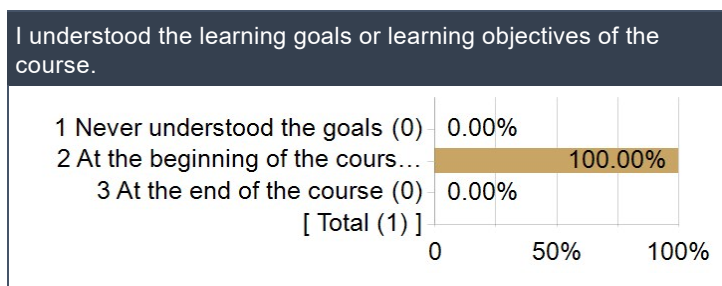 I understood the learning goals or learning objectives of the
course.
1 Never understood the goals (0) 0.00%
2 At the beginning of the cours... 100.00%
3 At the end of the course (0) 0.00%
[ Total (1) ]
0 50% 100%